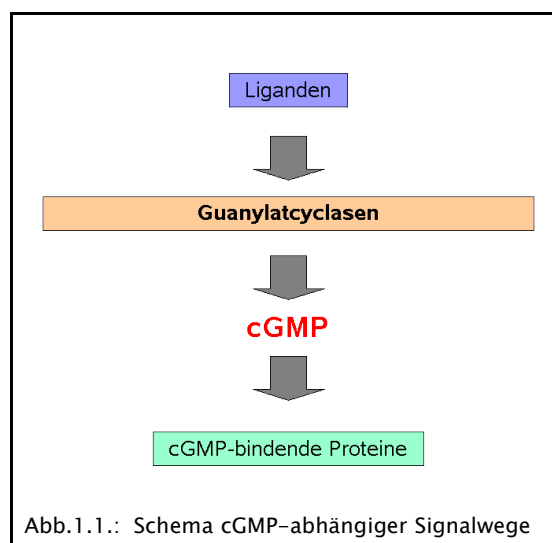 Liganden
Guanylatcyclasen
cGMP
cGMP-bindende Proteine
Abb.1.1.: Schema cGMP-abhängiger Signalwege